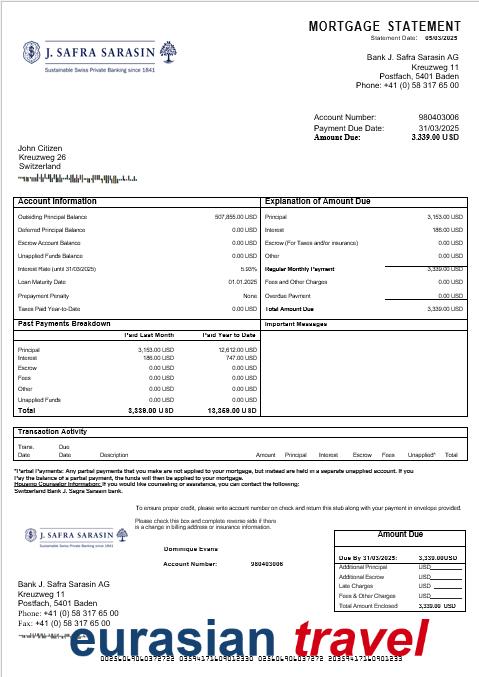 MORTGAGE STATEMENT
Statement Date: 05/03/2025
J. SAFRA SARASIN
Sustainable Swiss Private Banking since 1841
Bank J. Safra Sarasin AG
Kreuzweg 11
Postfach, 5401 Baden
Phone: +41 (0) 58 317 65 00
Account Number: 980403006
Payment Due Date: 31/03/2025
Amount Due: 3.339.00 USD
John Citizen
Kreuzweg 26
Switzerland
Account Information
Outsiding Principal Balance 507,855.00 USD
Deferred Principal Balance 0.00 USD
Escrow Account Balance 0.00 USD
Unapplied Funds Balance 0.00 USD
Interest Rate (until 31/03/2025) 5.93%
Loan Maturity Date 01.01.2025
Prepayment Penalty None
Taxes Paid Year-to-Date 0.00 USD
Explanation of Amount Due
Principal 3,153.00 USD
Interest 186.00 USD
Escrow (For Taxes and/or insurance) 0.00 USD
Other 0.00 USD
Regular Monthly Payment 3,339.00 USD
Fees and Other Charges 0.00 USD
Overdue Payment 0.00 USD
Total Amount Due 3,339.00 USD
Past Payments Breakdown
Paid Last Month Paid Year to Date
Principal 3,153.00 USD 12,612.00 USD
Interest 186.00 USD 747.00 USD
Escrow 0.00 USD 0.00 USD
Fees 0.00 USD 0.00 USD
Other 0.00 USD 0.00 USD
Unapplied Funds 0.00 USD 0.00 USD
Total 3,339.00 USD 13,359.00 USD
Important Messages
Transaction Activity
Trans. Due
Date Date Description Amount Principal Interest Escrow Fees Unapplied* Total
*Partial Payments: Any partial payments that you make are not applied to your mortgage, but instead are held in a separate unapplied account. If you
Pay the balance of a partial payment, the funds will then be applied to your mortgage.
Housing Counselor Information: If you would like counseling or assistance, you can contact the following:
Switzerland Bank J. Safra Sarasin bank.
To ensure proper credit, please write account number on check and return this stub along with your payment in envelope provided.
Please check this box and complete reverse side if there
is a change in billing address or insurance information.
J. SAFRA SARASIN
Sustainable Swiss Private Banking since 1841
Dominique Evans
Account Number: 980403006
Amount Due
Due By 31/03/2025: 3,339.00USD
Additional Principal USD
Additional Escrow USD
Late Charges USD
Fees & Other Charges USD
Total Amount Enclosed 3,339.00 USD
Bank J. Safra Sarasin AG
Kreuzweg 11
Postfach, 5401 Baden
Phone: +41 (0) 58 317 65 00
Fax: +41 (0) 58 317 65 00
eurasian travel